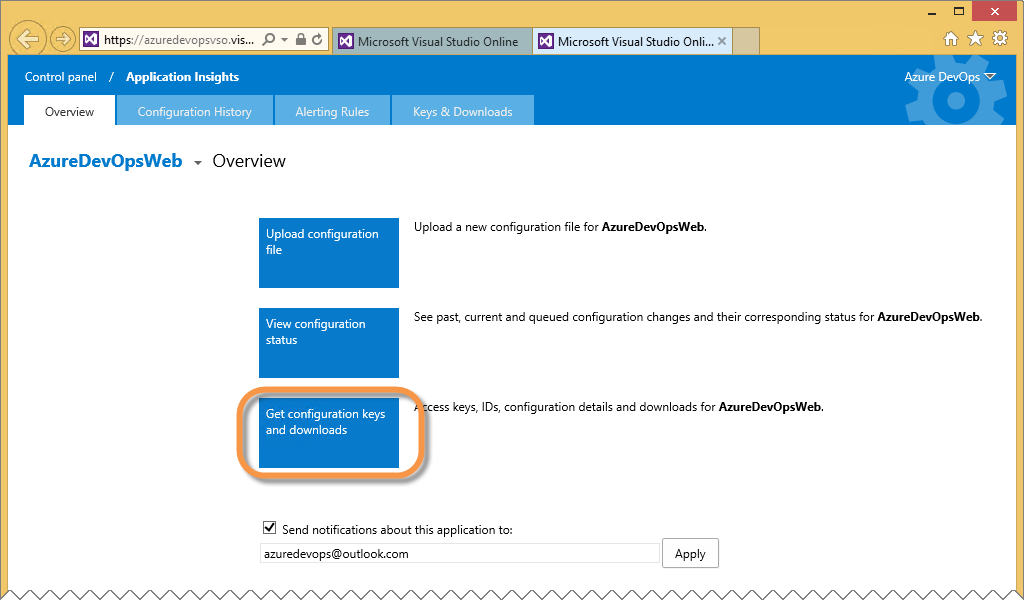 https://azuredevopsvso.vis...
Microsoft Visual Studio Online
Microsoft Visual Studio Onli...
Control panel / Application Insights
Azure DevOps
Overview
Configuration History
Alerting Rules
Keys & Downloads
AzureDevOpsWeb Overview
Upload configuration
file
Upload a new configuration file for AzureDevOpsWeb.
View configuration
status
See past, current and queued configuration changes and their corresponding status for AzureDevOpsWeb.
Get configuration keys
and downloads
Access keys, IDs, configuration details and downloads for AzureDevOpsWeb.
Send notifications about this application to:
azuredevops@outlook.com
Apply